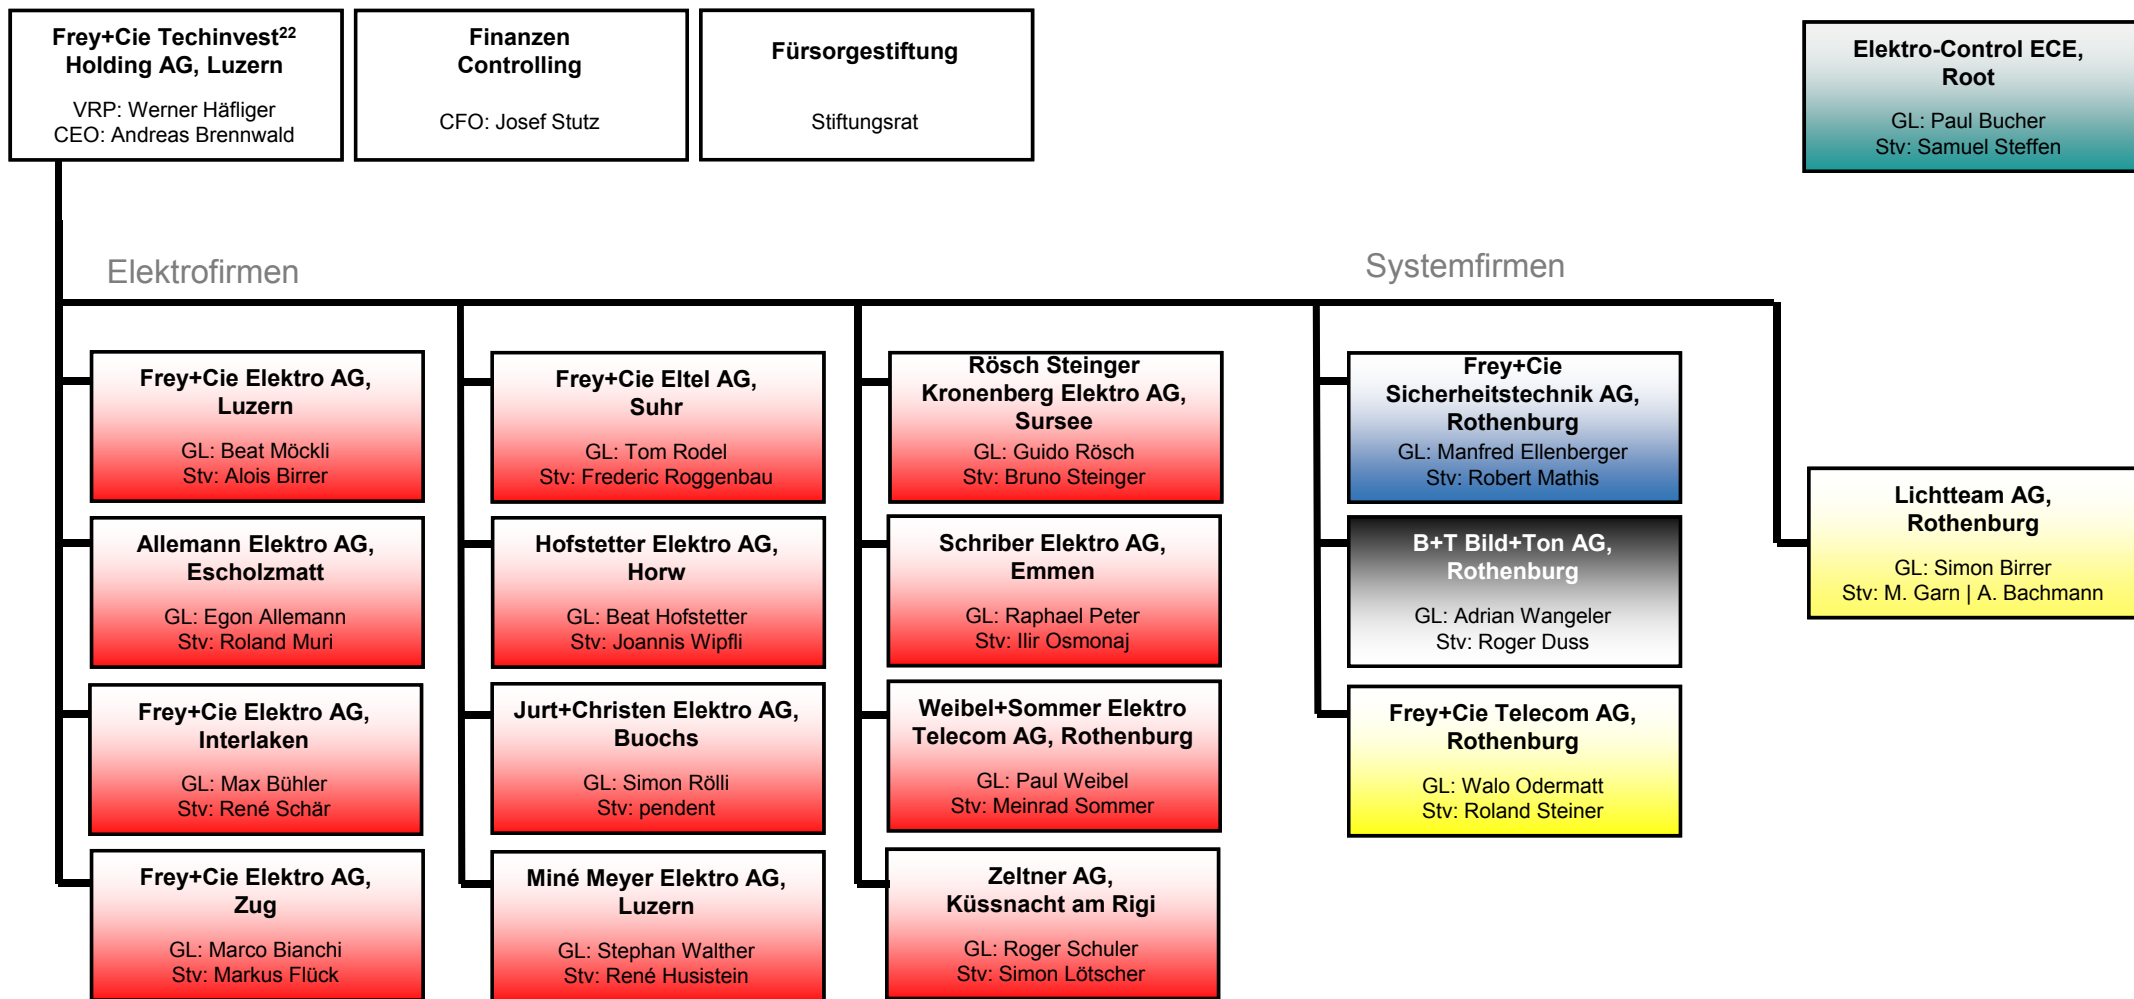 Frey+Cie Techinvest²²
Holding AG, Luzern
VRP: Werner Häfliger
CEO: Andreas Brennwald
Finanzen
Controlling
CFO: Josef Stutz
Fürsorgestiftung
Stiftungsrat
Elektro-Control ECE,
Root
GL: Paul Bucher
Stv: Samuel Steffen
Elektrofirmen
Systemfirmen
Frey+Cie Elektro AG,
Luzern
GL: Beat Möckli
Stv: Alois Birrer
Allemann Elektro AG,
Escholzmatt
GL: Egon Allemann
Stv: Roland Muri
Frey+Cie Elektro AG,
Interlaken
GL: Max Bühler
Stv: René Schär
Frey+Cie Elektro AG,
Zug
GL: Marco Bianchi
Stv: Markus Flück
Frey+Cie Eltel AG,
Suhr
GL: Tom Rodel
Stv: Frederic Roggenbau
Hofstetter Elektro AG,
Horw
GL: Beat Hofstetter
Stv: Joannis Wipfli
Jurt+Christen Elektro AG,
Buochs
GL: Simon Rölli
Stv: pendent
Miné Meyer Elektro AG,
Luzern
GL: Stephan Walther
Stv: René Husistein
Rösch Steinger
Kronenberg Elektro AG,
Sursee
GL: Guido Rösch
Stv: Bruno Steinger
Schriber Elektro AG,
Emmen
GL: Raphael Peter
Stv: Ilir Osmonaj
Weibel+Sommer Elektro
Telecom AG, Rothenburg
GL: Paul Weibel
Stv: Meinrad Sommer
Zeltner AG,
Küssnacht am Rigi
GL: Roger Schuler
Stv: Simon Lötscher
Frey+Cie
Sicherheitstechnik AG,
Rothenburg
GL: Manfred Ellenberger
Stv: Robert Mathis
B+T Bild+Ton AG,
Rothenburg
GL: Adrian Wangeler
Stv: Roger Duss
Frey+Cie Telecom AG,
Rothenburg
GL: Walo Odermatt
Stv: Roland Steiner
Lichtteam AG,
Rothenburg
GL: Simon Birrer
Stv: M. Garn | A. Bachmann